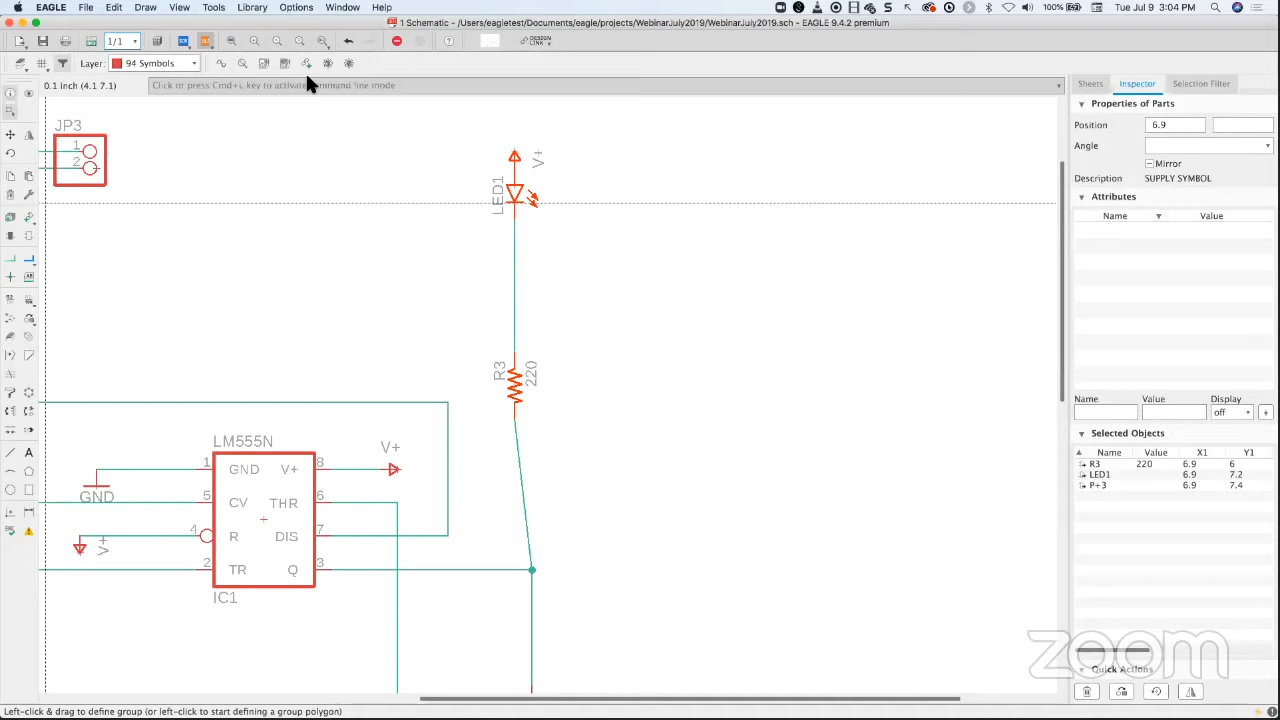 EAGLE File Edit Draw View Tools Library Options Window Help
100% Tue Jul 9 3:04 PM
1 Schematic - /Users/eagletest/Documents/eagle/projects/WebinarJuly2019/WebinarJuly2019.sch - EAGLE 9.4.2 premium
1/1
DESIGN LINK
Layer: 94 Symbols
0.1 inch (4.1 7.1)
Click or press Cmd+L key to activate command line mode
Sheets Inspector Selection Filter
Properties of Parts
Position 6.9
Angle
Mirror
Description SUPPLY SYMBOL
Attributes
Name Value
Name Value Display
off
Selected Objects
Name Value X1 Y1
R3 220 6.9 6
LED1 6.9 7.2
P+3 6.9 7.4
Quick Actions
JP3
1
2
V+
LED1
R3
220
LM555N
V+
1 GND V+ 8
GND
5 CV THR 6
4 R DIS 7
V+
2 TR Q 3
IC1
zoom
Left-click & drag to define group (or left-click to start defining a group polygon)